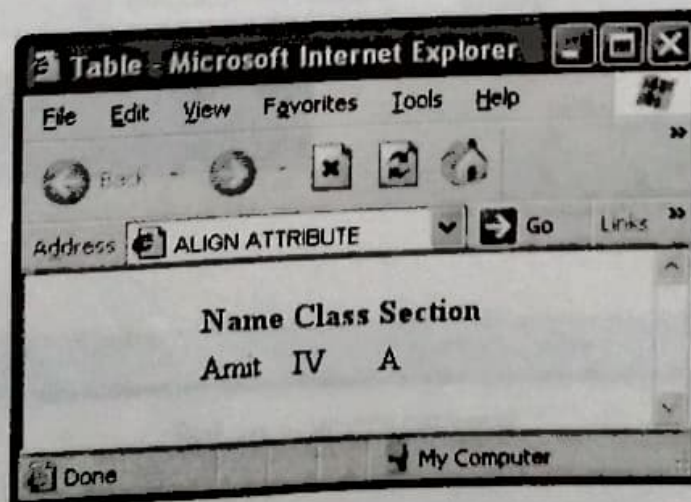 Table - Microsoft Internet Explorer
File Edit View Favorites Tools Help
Back
Address ALIGN ATTRIBUTE Go Links
Name Class Section
Amit IV A
Done My Computer